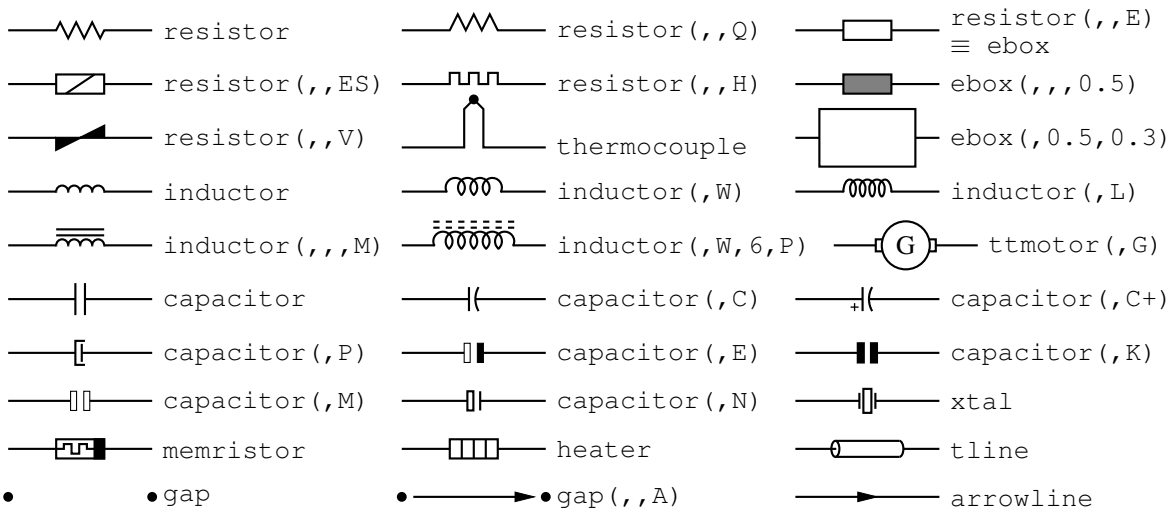 resistor
resistor(,,Q)
resistor(,,E)
≡ ebox
resistor(,,ES)
resistor(,,H)
ebox(,,,0.5)
resistor(,,V)
thermocouple
ebox(,0.5,0.3)
inductor
inductor(,W)
inductor(,L)
inductor(,,,M)
inductor(,W,6,P)
G
ttmotor(,G)
capacitor
capacitor(,C)
+
capacitor(,C+)
capacitor(,P)
capacitor(,E)
capacitor(,K)
capacitor(,M)
capacitor(,N)
xtal
memristor
heater
tline
gap
gap(,,A)
arrowline